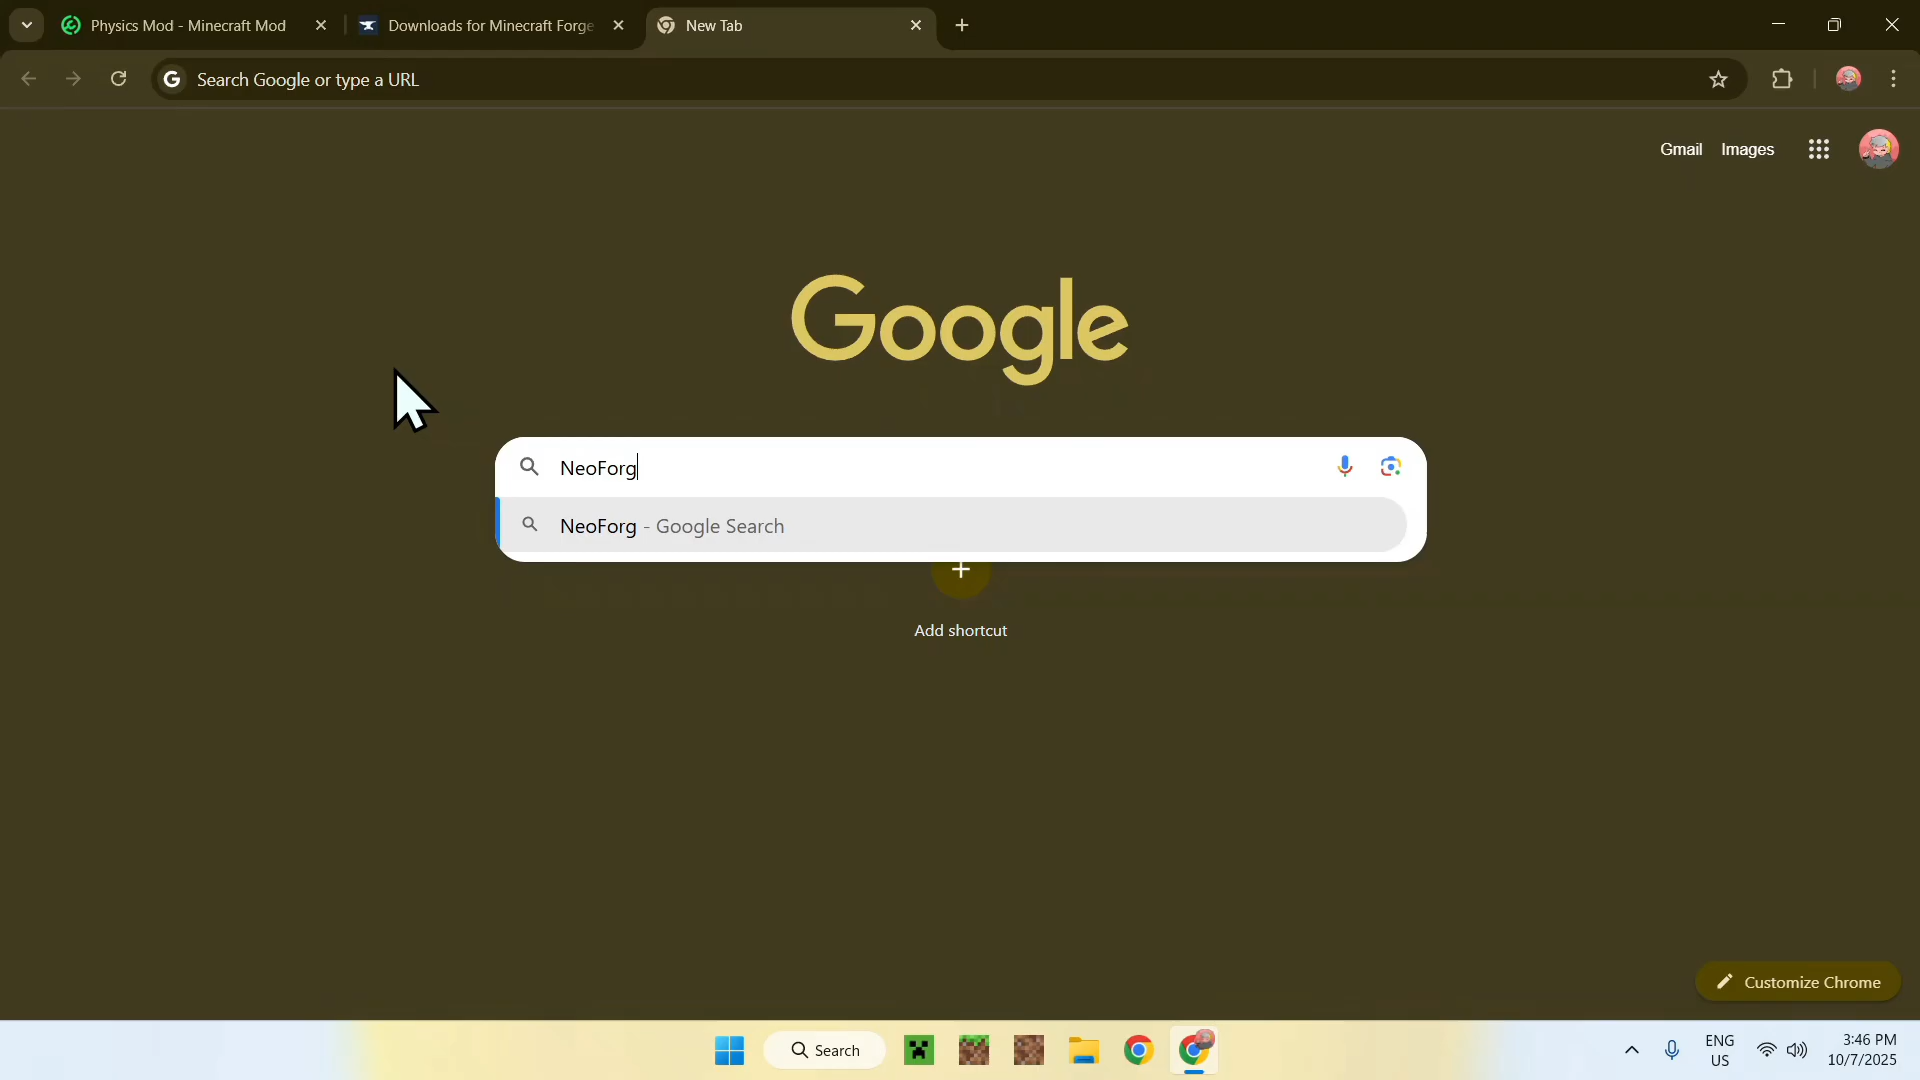 Physics Mod - Minecraft Mod
Downloads for Minecraft Forge
New Tab
Search Google or type a URL
Gmail
Images
Google
NeoForg
NeoForg - Google Search
Add shortcut
Customize Chrome
Search
ENG
US
3:46 PM
10/7/2025